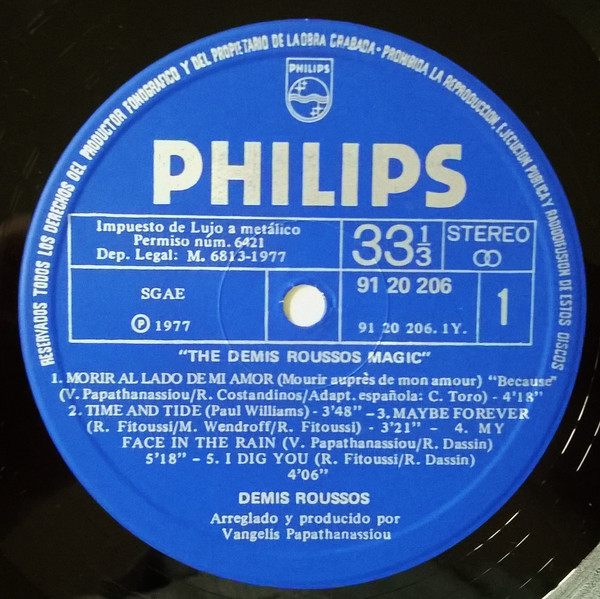 RESERVADOS TODOS LOS DERECHOS DEL PRODUCTOR FONOGRAFICO Y DEL PROPIETARIO DE LA OBRA GRABADA - PROHIBIDA LA REPRODUCCION, EJECUCION PUBLICA Y RADIODIFUSION DE ESTOS DISCOS
PHILIPS
PHILIPS
Impuesto de Lujo a metálico
Permiso núm. 6421
Dep. Legal: M. 6813-1977
33 1/3
STEREO
SGAE
℗ 1977
91 20 206
91 20 206. 1Y.
1
"THE DEMIS ROUSSOS MAGIC"
1. MORIR AL LADO DE MI AMOR (Mourir auprès de mon amour) "Because"
(V. Papathanassiou/R. Costandinos/Adapt. española: C. Toro) - 4'18"
2. TIME AND TIDE (Paul Williams) - 3'48" - 3. MAYBE FOREVER
(R. Fitoussi/M. Wendroff/R. Fitoussi) - 3'21" - 4. MY
FACE IN THE RAIN (V. Papathanassiou/R. Dassin)
5'18" - 5. I DIG YOU (R. Fitoussi/R. Dassin)
4'06"
DEMIS ROUSSOS
Arreglado y producido por
Vangelis Papathanassiou